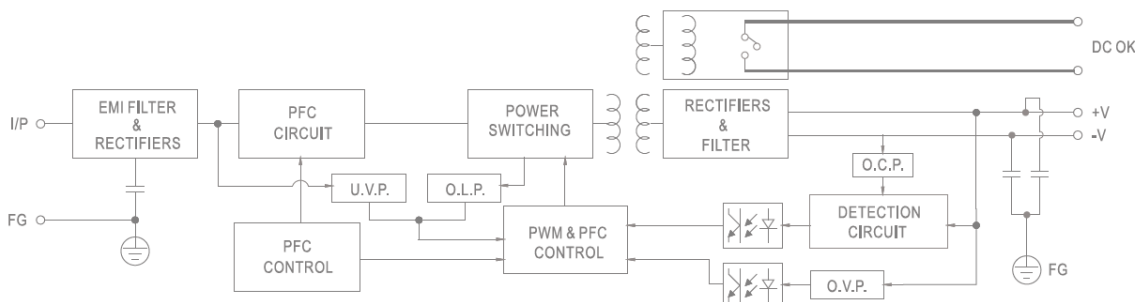 DC OK
I/P
EMI FILTER
&
RECTIFIERS
PFC
CIRCUIT
POWER
SWITCHING
RECTIFIERS
&
FILTER
+V
-V
O.C.P.
U.V.P.
O.L.P.
FG
PFC
CONTROL
PWM & PFC
CONTROL
DETECTION
CIRCUIT
O.V.P.
FG